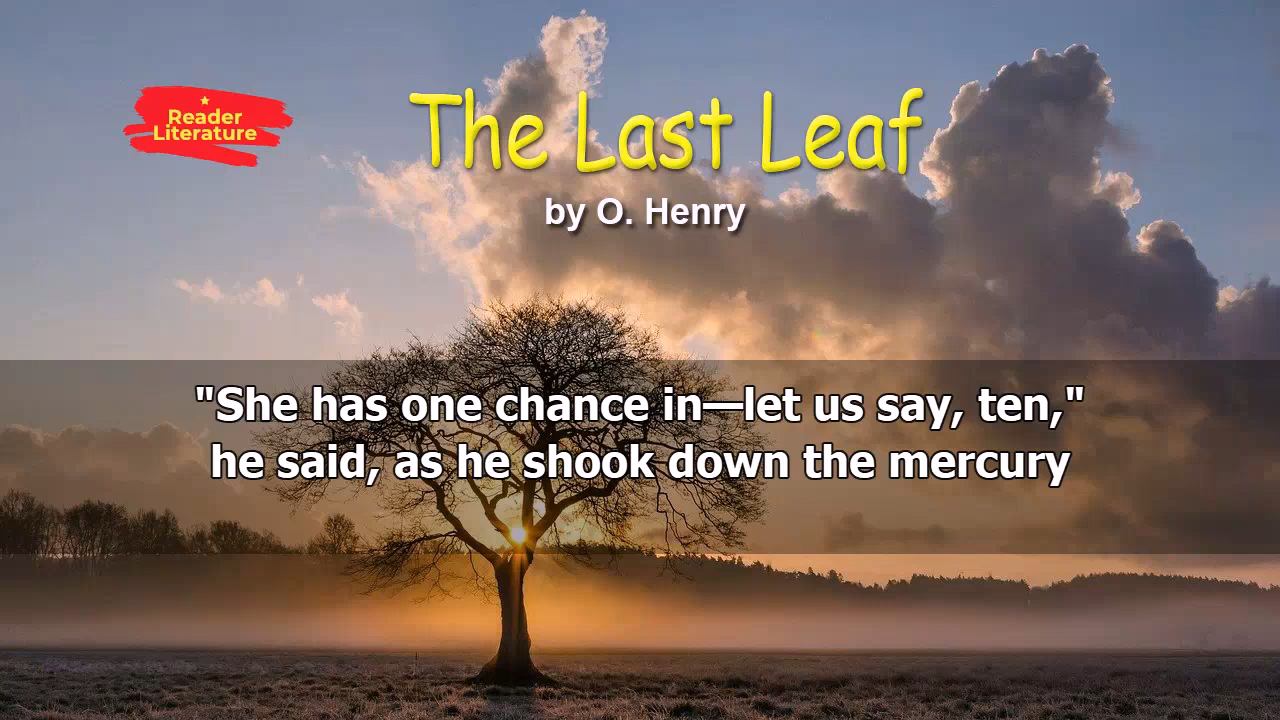 Reader
Literature
The Last Leaf
by O. Henry
"She has one chance in—let us say, ten,"
he said, as he shook down the mercury